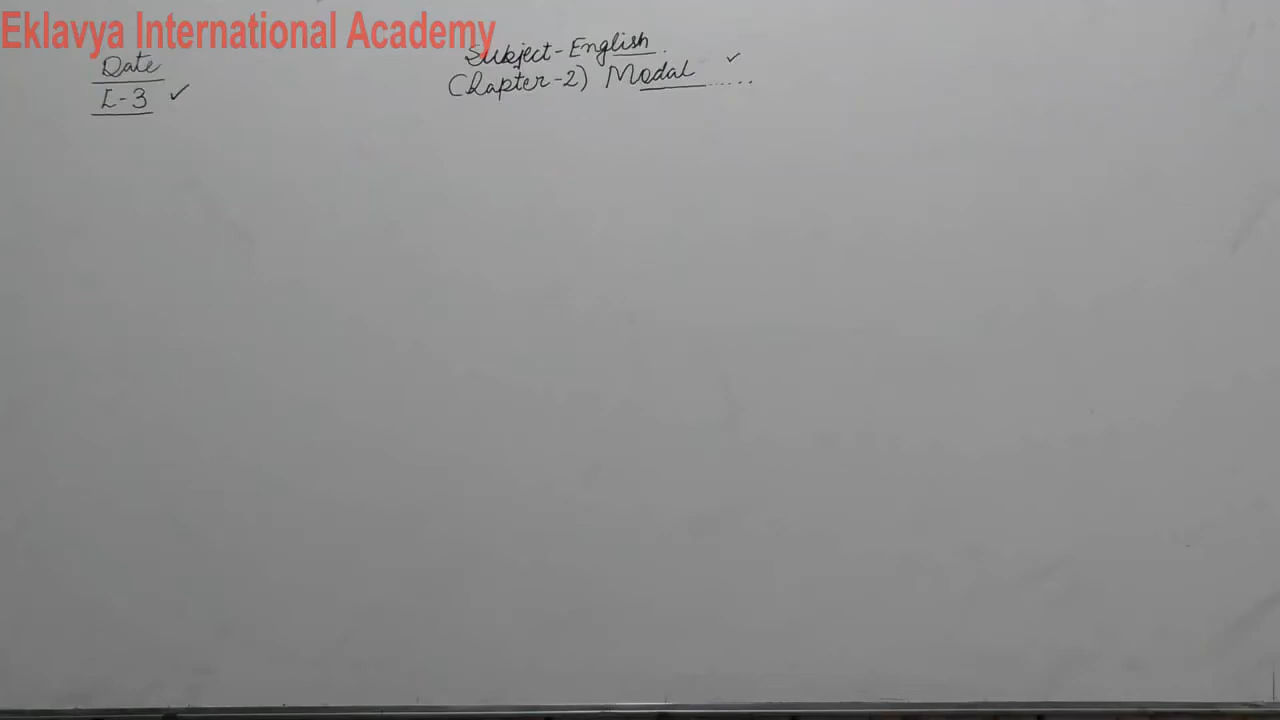 Eklavya International Academy
Date
L-3 ✓
Subject-English.
Chapter-2) Modal ...... ✓